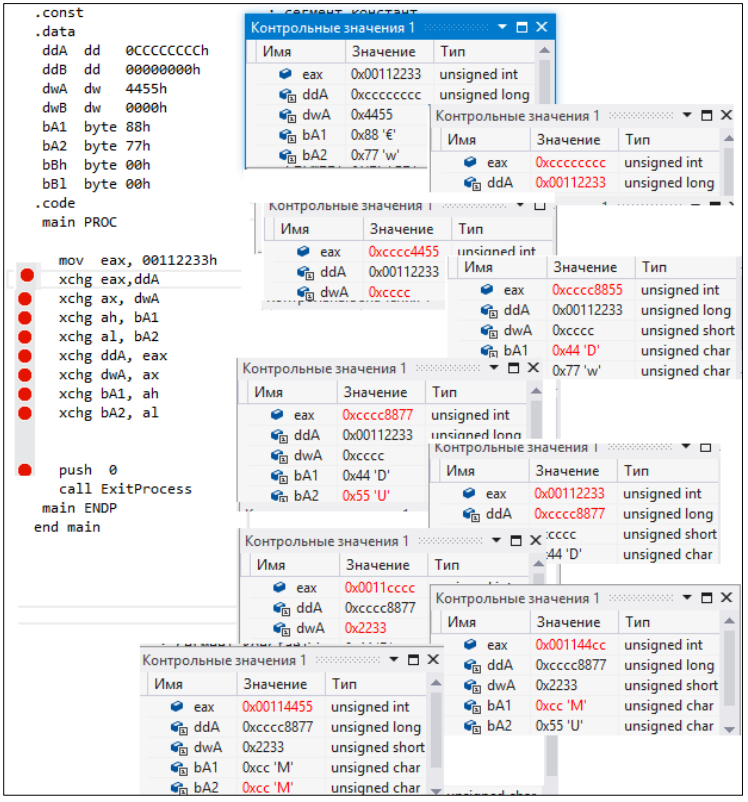 .const
; сегмент констант
.data
ddA dd 0CCCCCCCCh
ddB dd 00000000h
dwA dw 4455h
dwB dw 0000h
bA1 byte 88h
bA2 byte 77h
bBh byte 00h
bBl byte 00h
.code
main PROC
mov eax, 00112233h
xchg eax,ddA
xchg ax, dwA
xchg ah, bA1
xchg al, bA2
xchg ddA, eax
xchg dwA, ax
xchg bA1, ah
xchg bA2, al
push 0
call ExitProcess
main ENDP
end main
Контрольные значения 1
Имя Значение Тип
eax 0x00112233 unsigned int
ddA 0xcccccccc unsigned long
dwA 0x4455
bA1 0x88 '€'
bA2 0x77 'w'
Контрольные значения 1
Имя Значение Тип
eax 0xcccccccc unsigned int
ddA 0x00112233 unsigned long
Контрольные значения 1
Имя Значение Тип
eax 0xcccc4455 unsigned int
ddA 0x00112233
dwA 0xcccc
Имя Значение Тип
eax 0xcccc8855 unsigned int
ddA 0x00112233 unsigned long
dwA 0xcccc unsigned short
bA1 0x44 'D' unsigned char
0x77 'w' unsigned char
Контрольные значения 1
Имя Значение Тип
eax 0xcccc8877 unsigned int
ddA 0x00112233 unsigned long
dwA 0xcccc
bA1 0x44 'D'
bA2 0x55 'U'
Контрольные значения 1
Имя Значение Тип
eax 0x00112233 unsigned int
ddA 0xcccc8877 unsigned long
:cccc unsigned short
:44 'D' unsigned char
Контрольные значения 1
Имя Значение Тип
eax 0x0011cccc
ddA 0xcccc8877
dwA 0x2233
Контрольные значения 1
Имя Значение Тип
eax 0x001144cc unsigned int
ddA 0xcccc8877 unsigned long
dwA 0x2233 unsigned short
bA1 0xcc 'M' unsigned char
bA2 0x55 'U' unsigned char
Контрольные значения 1
Имя Значение Тип
eax 0x00114455 unsigned int
ddA 0xcccc8877 unsigned long
dwA 0x2233 unsigned short
bA1 0xcc 'M' unsigned char
bA2 0xcc 'M' unsigned char